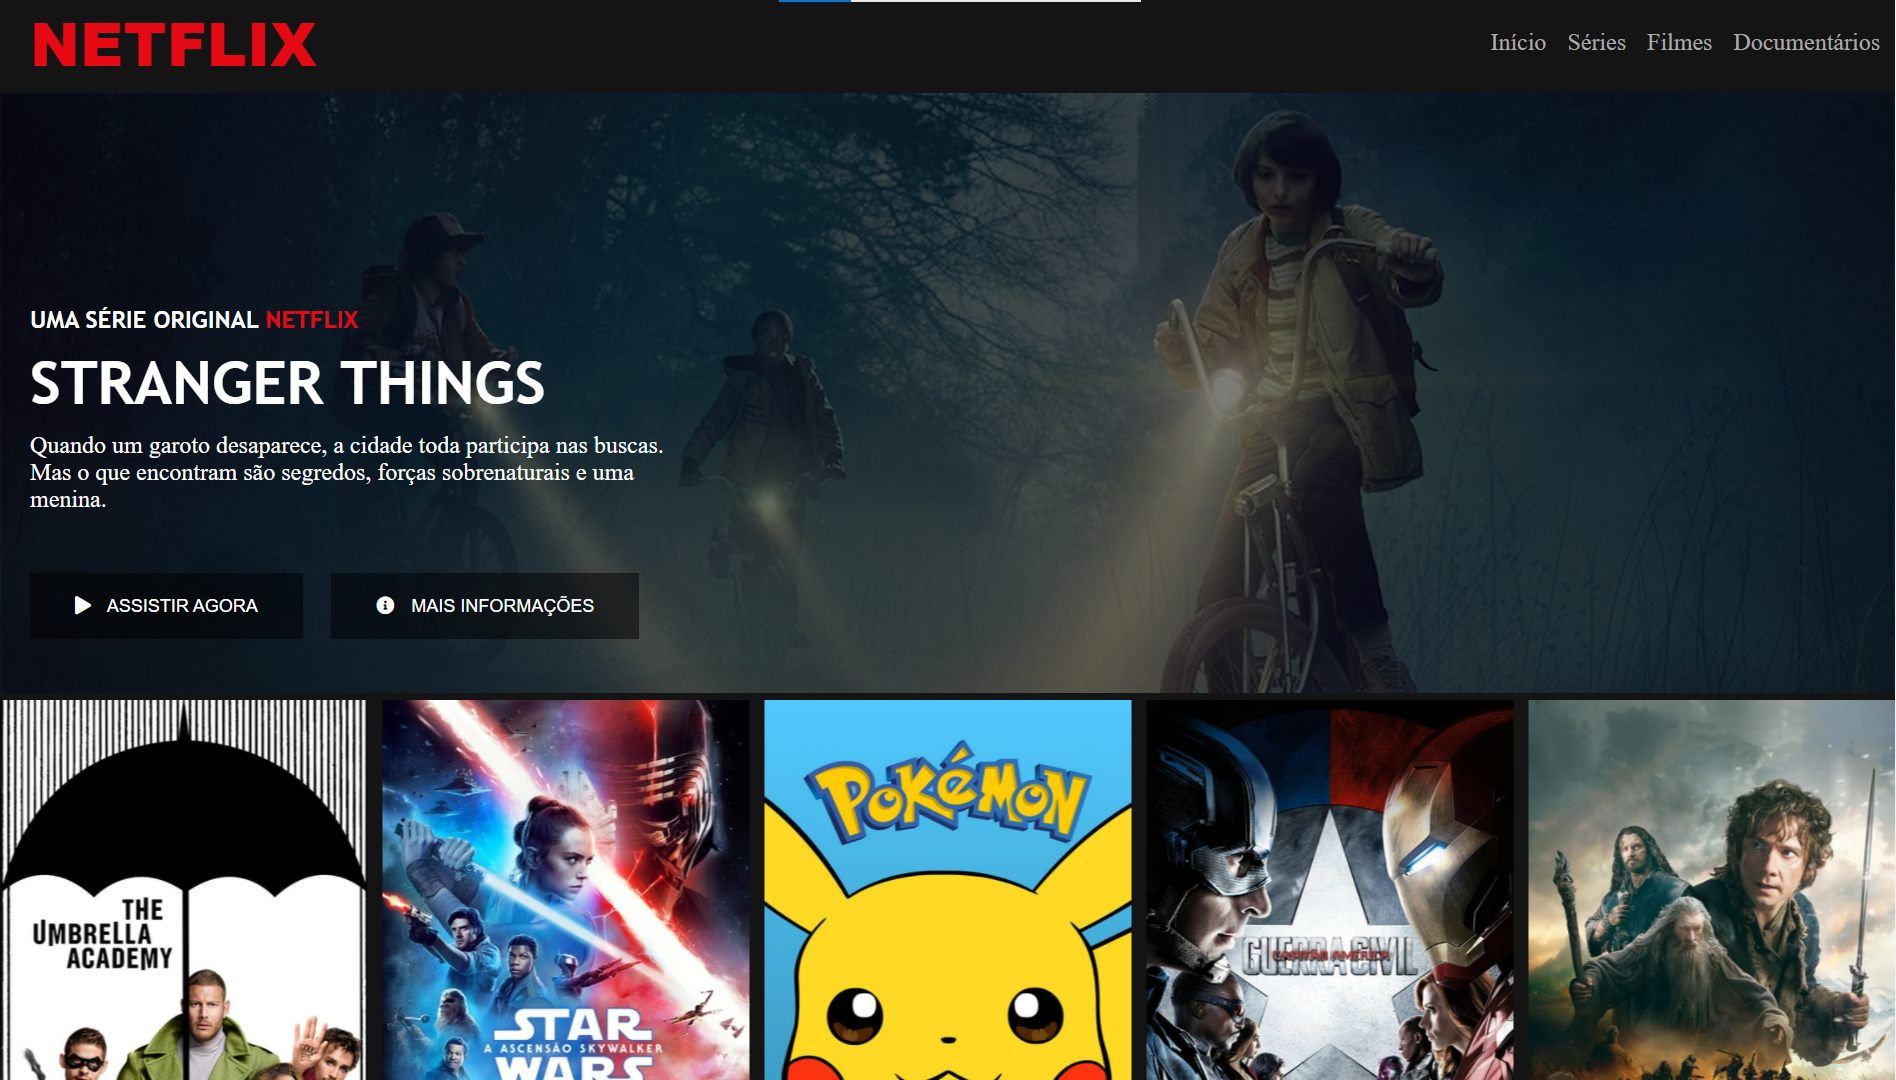 NETFLIX
Início Séries Filmes Documentários
UMA SÉRIE ORIGINAL NETFLIX
STRANGER THINGS
Quando um garoto desaparece, a cidade toda participa nas buscas.
Mas o que encontram são segredos, forças sobrenaturais e uma
menina.
ASSISTIR AGORA
MAIS INFORMAÇÕES
THE
UMBRELLA
ACADEMY
STAR
A ASCENSÃO SKYWALKER
WARS
POKÉMON
GUERRA CIVIL
CAPITÃO AMÉRICA